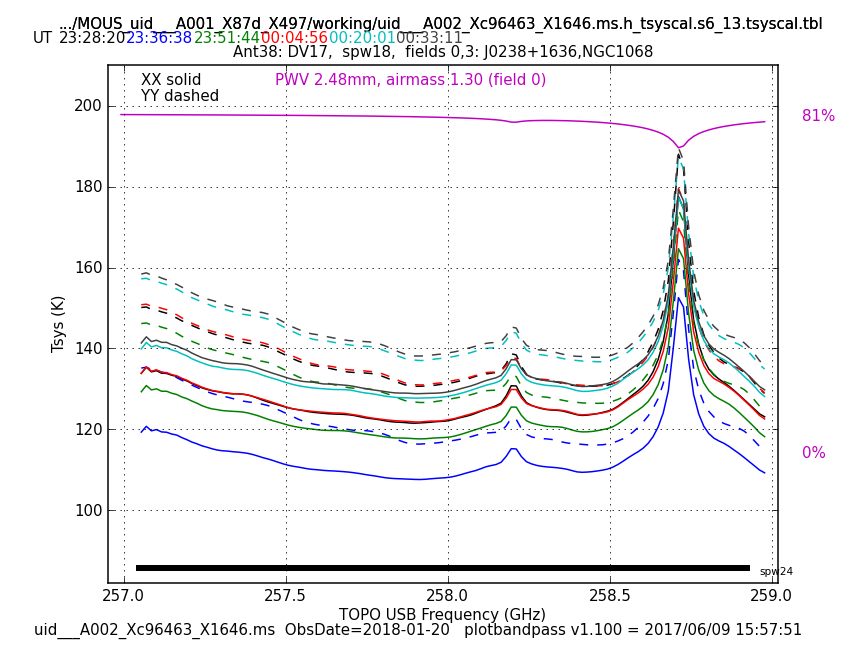 .../MOUS_uid___A001_X87d_X497/working/uid___A002_Xc96463_X1646.ms.h_tsyscal.s6_13.tsyscal.tbl
UT 23:28:20 23:36:38 23:51:44 00:04:56 00:20:01 00:33:11
Ant38: DV17, spw18, fields 0,3: J0238+1636,NGC1068
XX solid
PWV 2.48mm, airmass 1.30 (field 0)
YY dashed
81%
0%
200
180
160
140
120
100
Tsys (K)
spw24
257.0
257.5
258.0
258.5
259.0
TOPO USB Frequency (GHz)
uid___A002_Xc96463_X1646.ms ObsDate=2018-01-20 plotbandpass v1.100 = 2017/06/09 15:57:51